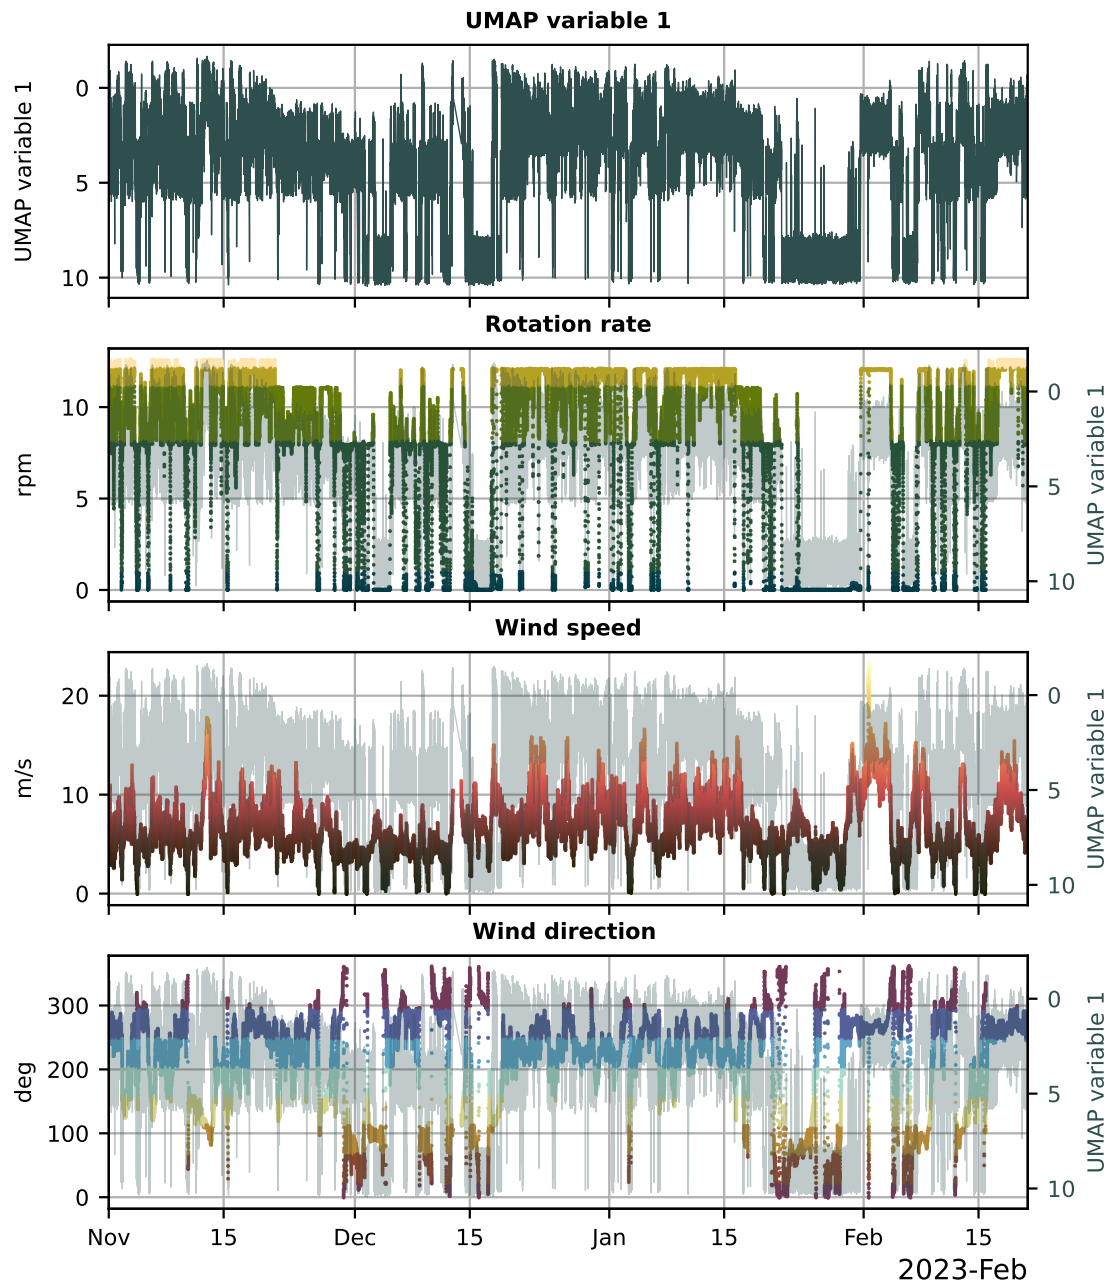 UMAP variable 1
UMAP variable 1
0
5
10
Rotation rate
rpm
10
5
0
0
5
10
UMAP variable 1
Wind speed
m/s
20
10
0
0
5
10
UMAP variable 1
Wind direction
deg
300
200
100
0
0
5
10
UMAP variable 1
Nov 15 Dec 15 Jan 15 Feb 15
2023-Feb